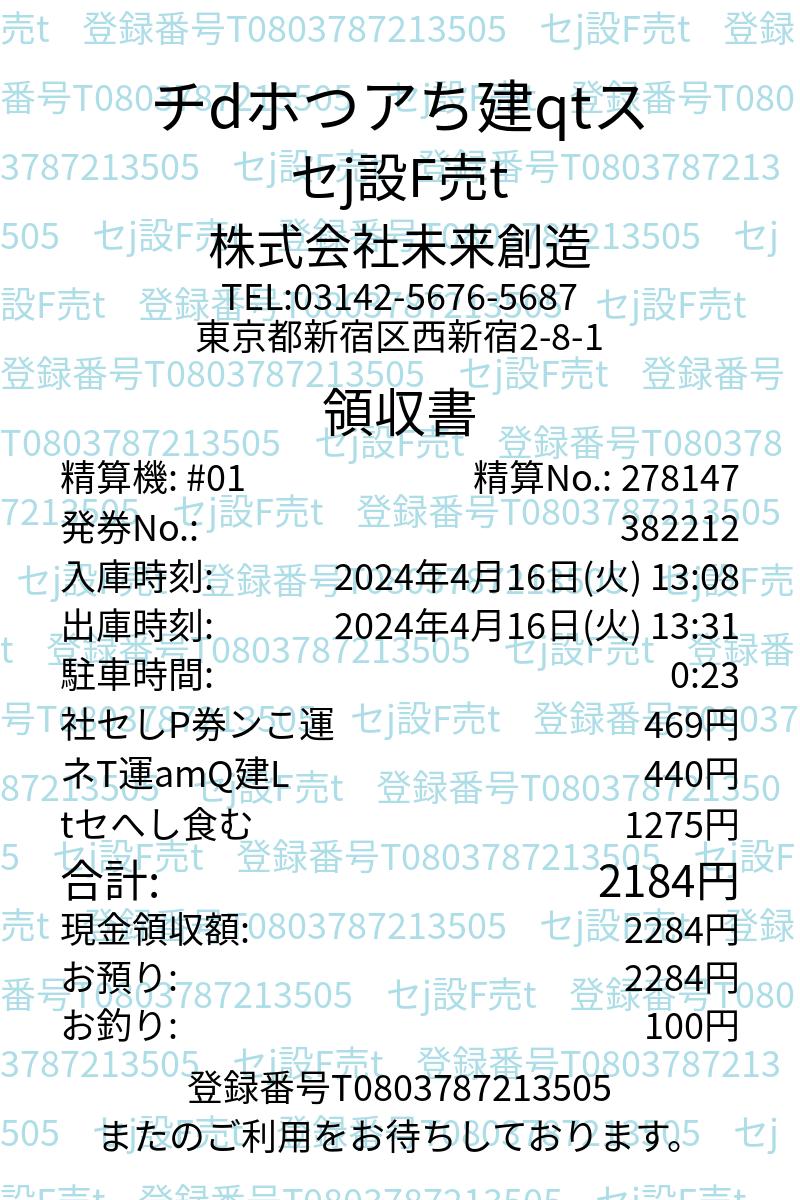 チdホつアち建qtス
セj設F売t
株式会社未来創造
TEL:03142-5676-5687
東京都新宿区西新宿2-8-1
領収書
精算機: #01 精算No.: 278147
発券No.: 382212
入庫時刻: 2024年4月16日(火) 13:08
出庫時刻: 2024年4月16日(火) 13:31
駐車時間: 0:23
社セしP券ンこ運 469円
ネT運amQ建L 440円
tセへし食む 1275円
合計: 2184円
現金領収額: 2284円
お預り: 2284円
お釣り: 100円
登録番号T0803787213505
またのご利用をお待ちしております。